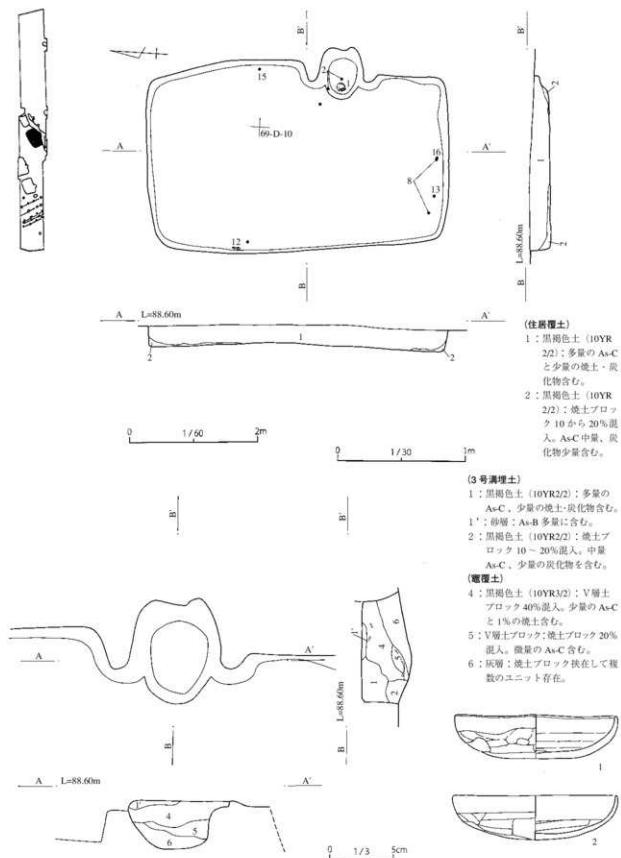 B'
2
1
15
69-D-10
A
A'
16
8
13
12
B
B'
2
1
2
L=88.60m
B
A
L=88.60m
A'
1
2
2
0
1/60
2m
0
1/30
1m
(住居覆土)
1：黒褐色土（10YR
2/2）：多量の As-C
と少量の焼土・炭
化物含む。
2：黒褐色土（10YR
2/2）：焼土ブロッ
ク 10 から 20％混
入。As-C 中量、炭
化物少量含む。
(3号溝埋土)
1：黒褐色土（10YR2/2）：多量の
As-C 、少量の焼土・炭化物含む。
1'：砂層：As-B 多量に含む。
2：黒褐色土（10YR2/2）：焼土ブ
ロック 10 ～ 20％混入。中量
As-C 、少量の炭化物を含む。
(竈覆土)
4：黒褐色土（10YR3/2）：Ⅴ層土
ブロック 40％混入。少量の As-C
と 1％の焼土含む。
5：Ⅴ層土ブロック：焼土ブロック 20％
混入。微量の As-C 含む。
6：灰層：焼土ブロック挟在して複
数のユニット存在。
B'
A
A'
B
B'
1'
4
6
5
1
2
L=88.60m
B
A
L=88.60m
A'
1'
4
5
6
1
2
0
1/3
5cm